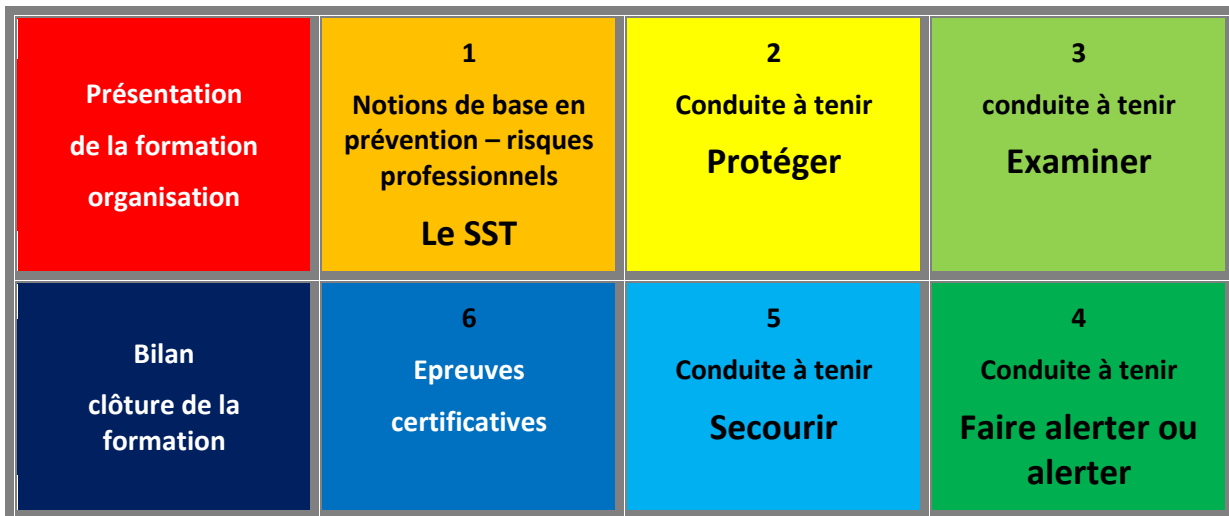 Présentation
de la formation
organisation
1
Notions de base en
prévention – risques
professionnels
Le SST
2
Conduite à tenir
Protéger
3
conduite à tenir
Examiner
Bilan
clôture de la
formation
6
Epreuves
certificatives
5
Conduite à tenir
Secourir
4
Conduite à tenir
Faire alerter ou
alerter